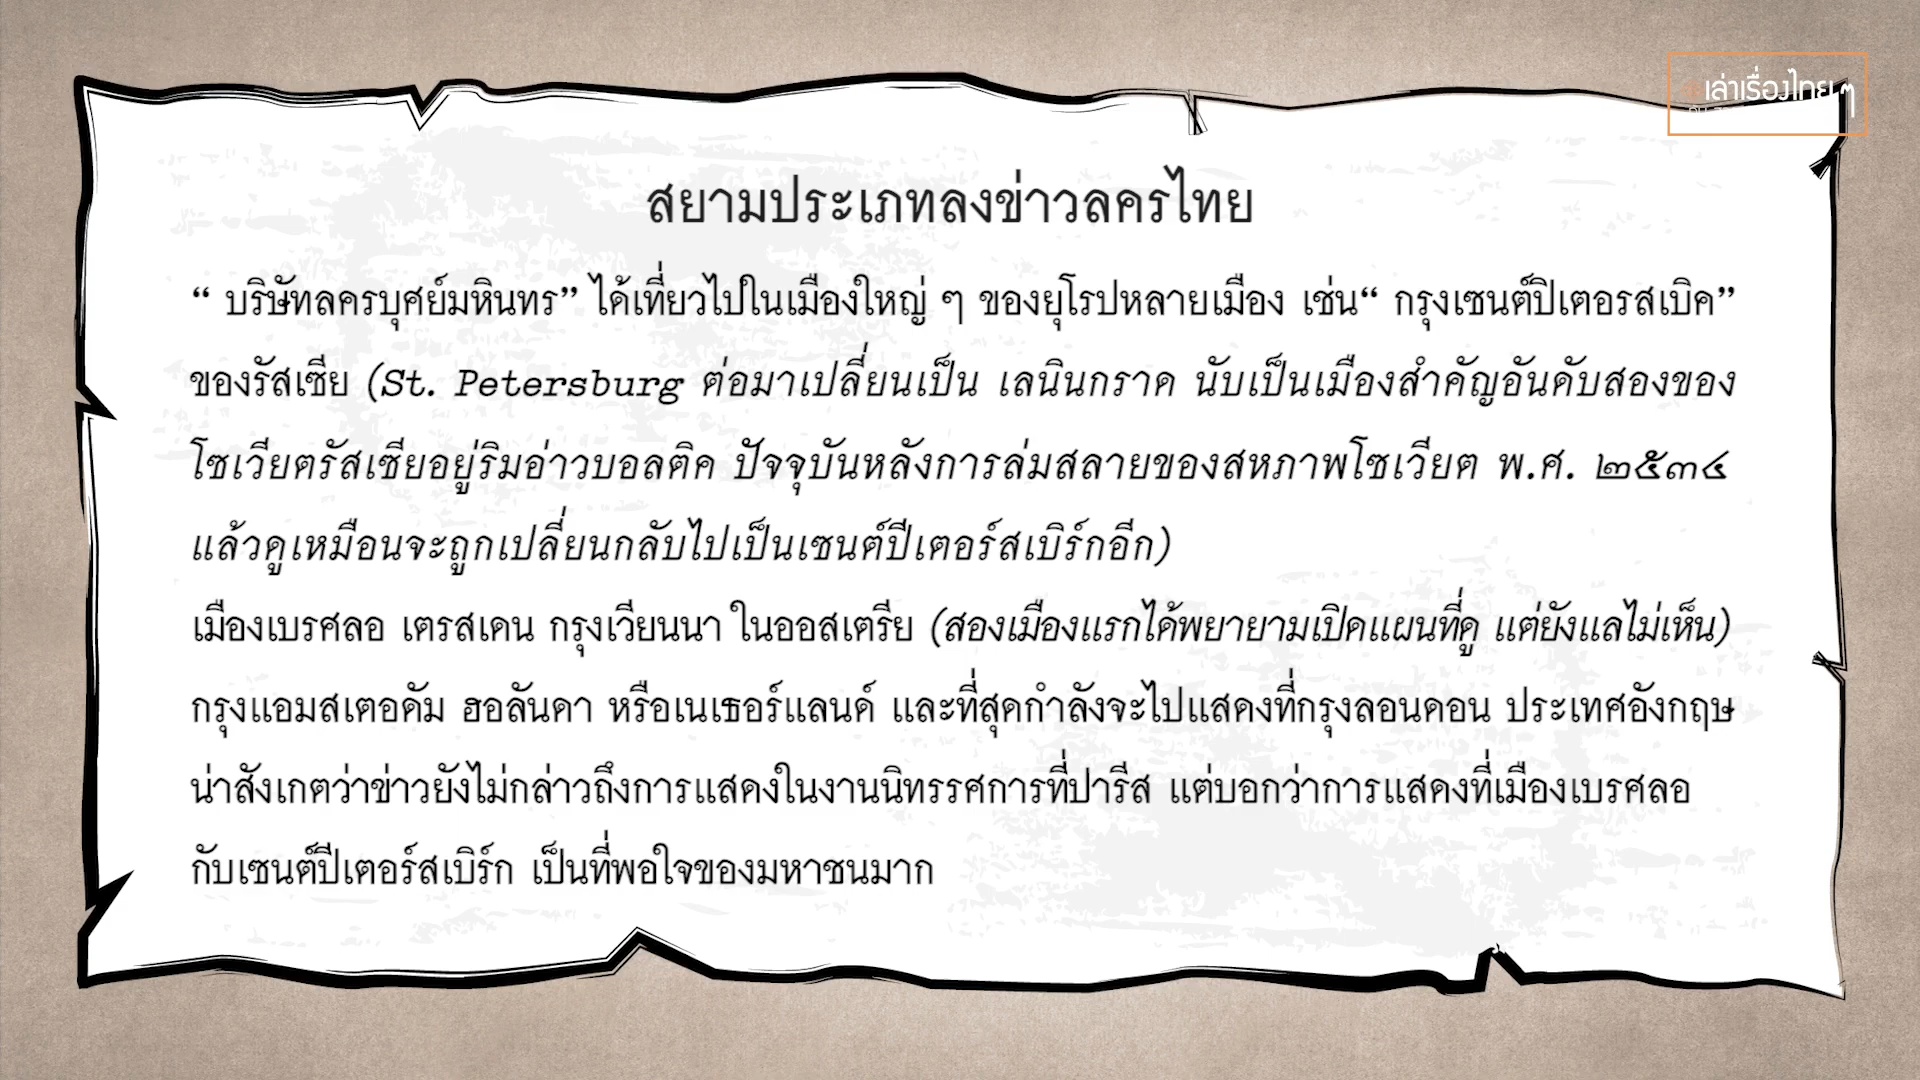 เล่าเรื่องไทยๆ
สยามประเภทลงข่าวลครไทย
“ บริษัทลครบุศย์มหินทร” ได้เที่ยวไปในเมืองใหญ่ ๆ ของยุโรปหลายเมือง เช่น“ กรุงเซนต์ปิเตอรสเบิค”
ของรัสเซีย (St. Petersburg ต่อมาเปลี่ยนเป็น เลนินกราด นับเป็นเมืองสำคัญอันดับสองของ
โซเวียตรัสเซียอยู่ริมอ่าวบอลติค ปัจจุบันหลังการล่มสลายของสหภาพโซเวียต พ.ศ. ๒๕๓๔
แล้วดูเหมือนจะถูกเปลี่ยนกลับไปเป็นเซนต์ปีเตอร์สเบิร์กอีก)
เมืองเบรศลอ เตรสเดน กรุงเวียนนา ในออสเตรีย (สองเมืองแรกได้พยายามเปิดแผนที่ดู แต่ยังแลไม่เห็น)
กรุงแอมสเตอดัม ฮอลันดา หรือเนเธอร์แลนด์ และที่สุดกำลังจะไปแสดงที่กรุงลอนดอน ประเทศอังกฤษ
น่าสังเกตว่าข่าวยังไม่กล่าวถึงการแสดงในงานนิทรรศการที่ปารีส แต่บอกว่าการแสดงที่เมืองเบรศลอ
กับเซนต์ปีเตอร์สเบิร์ก เป็นที่พอใจของมหาชนมาก